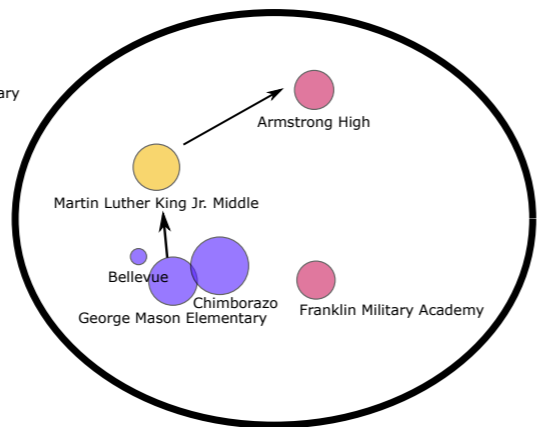 Armstrong High
Martin Luther King Jr. Middle
Bellevue
Chimborazo
George Mason Elementary
Franklin Military Academy